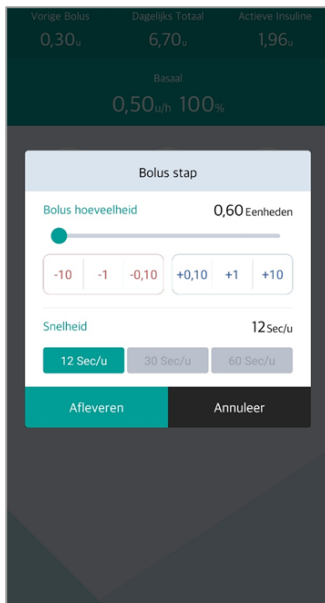 Vorige Bolus Dagelijks Totaal Actieve Insuline
0,30u 6,70u 1,96u
Basaal
0,50u/h 100%
Bolus stap
Bolus hoeveelheid 0,60 Eenheden
-10 -1 -0,10 +0,10 +1 +10
Snelheid 12 Sec/u
12 Sec/u 30 Sec/u 60 Sec/u
Afleveren Annuleer